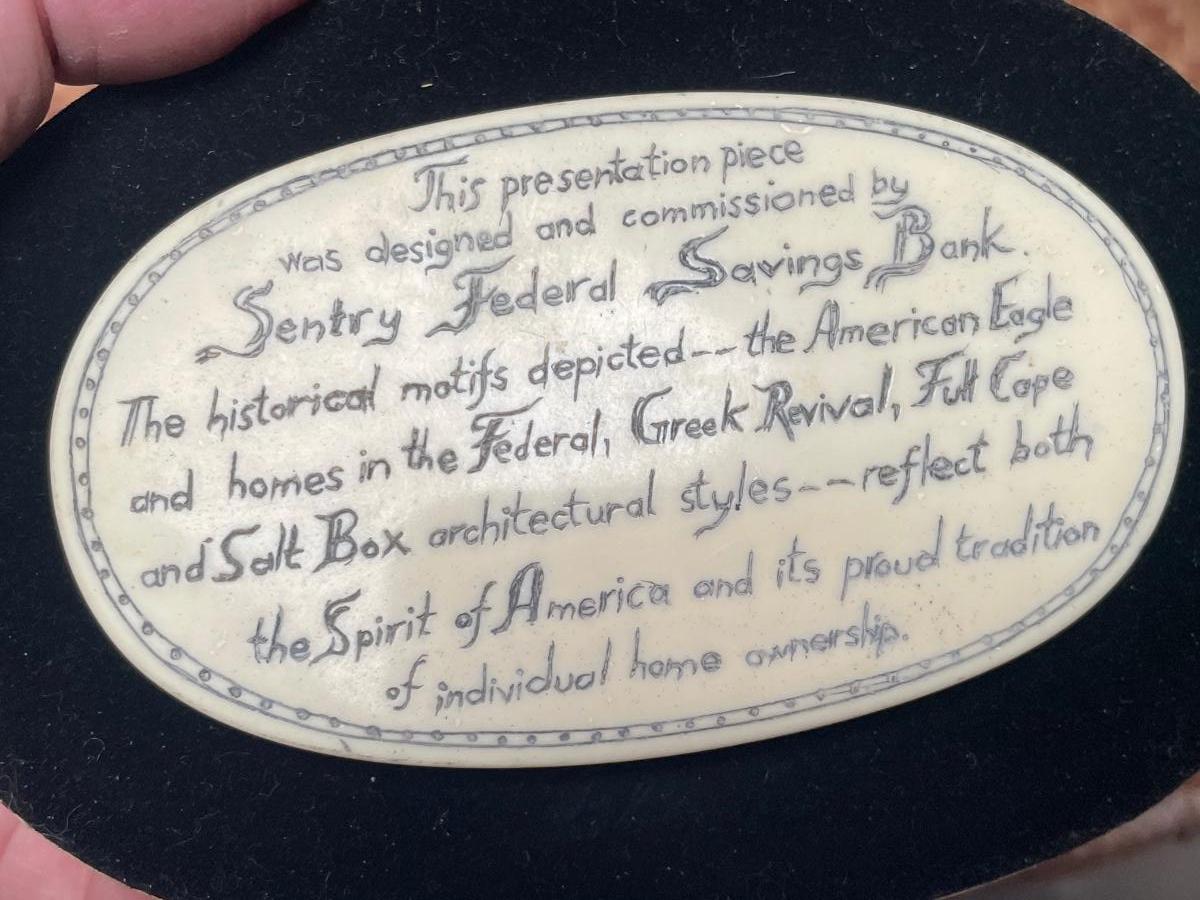 This presentation piece
was designed and commissioned by
Sentry Federal Savings Bank.
The historical motifs depicted--the American Eagle
and homes in the Federal, Greek Revival, Full Cape
and Salt Box architectural styles--reflect both
the Spirit of America and its proud tradition
of individual home ownership.